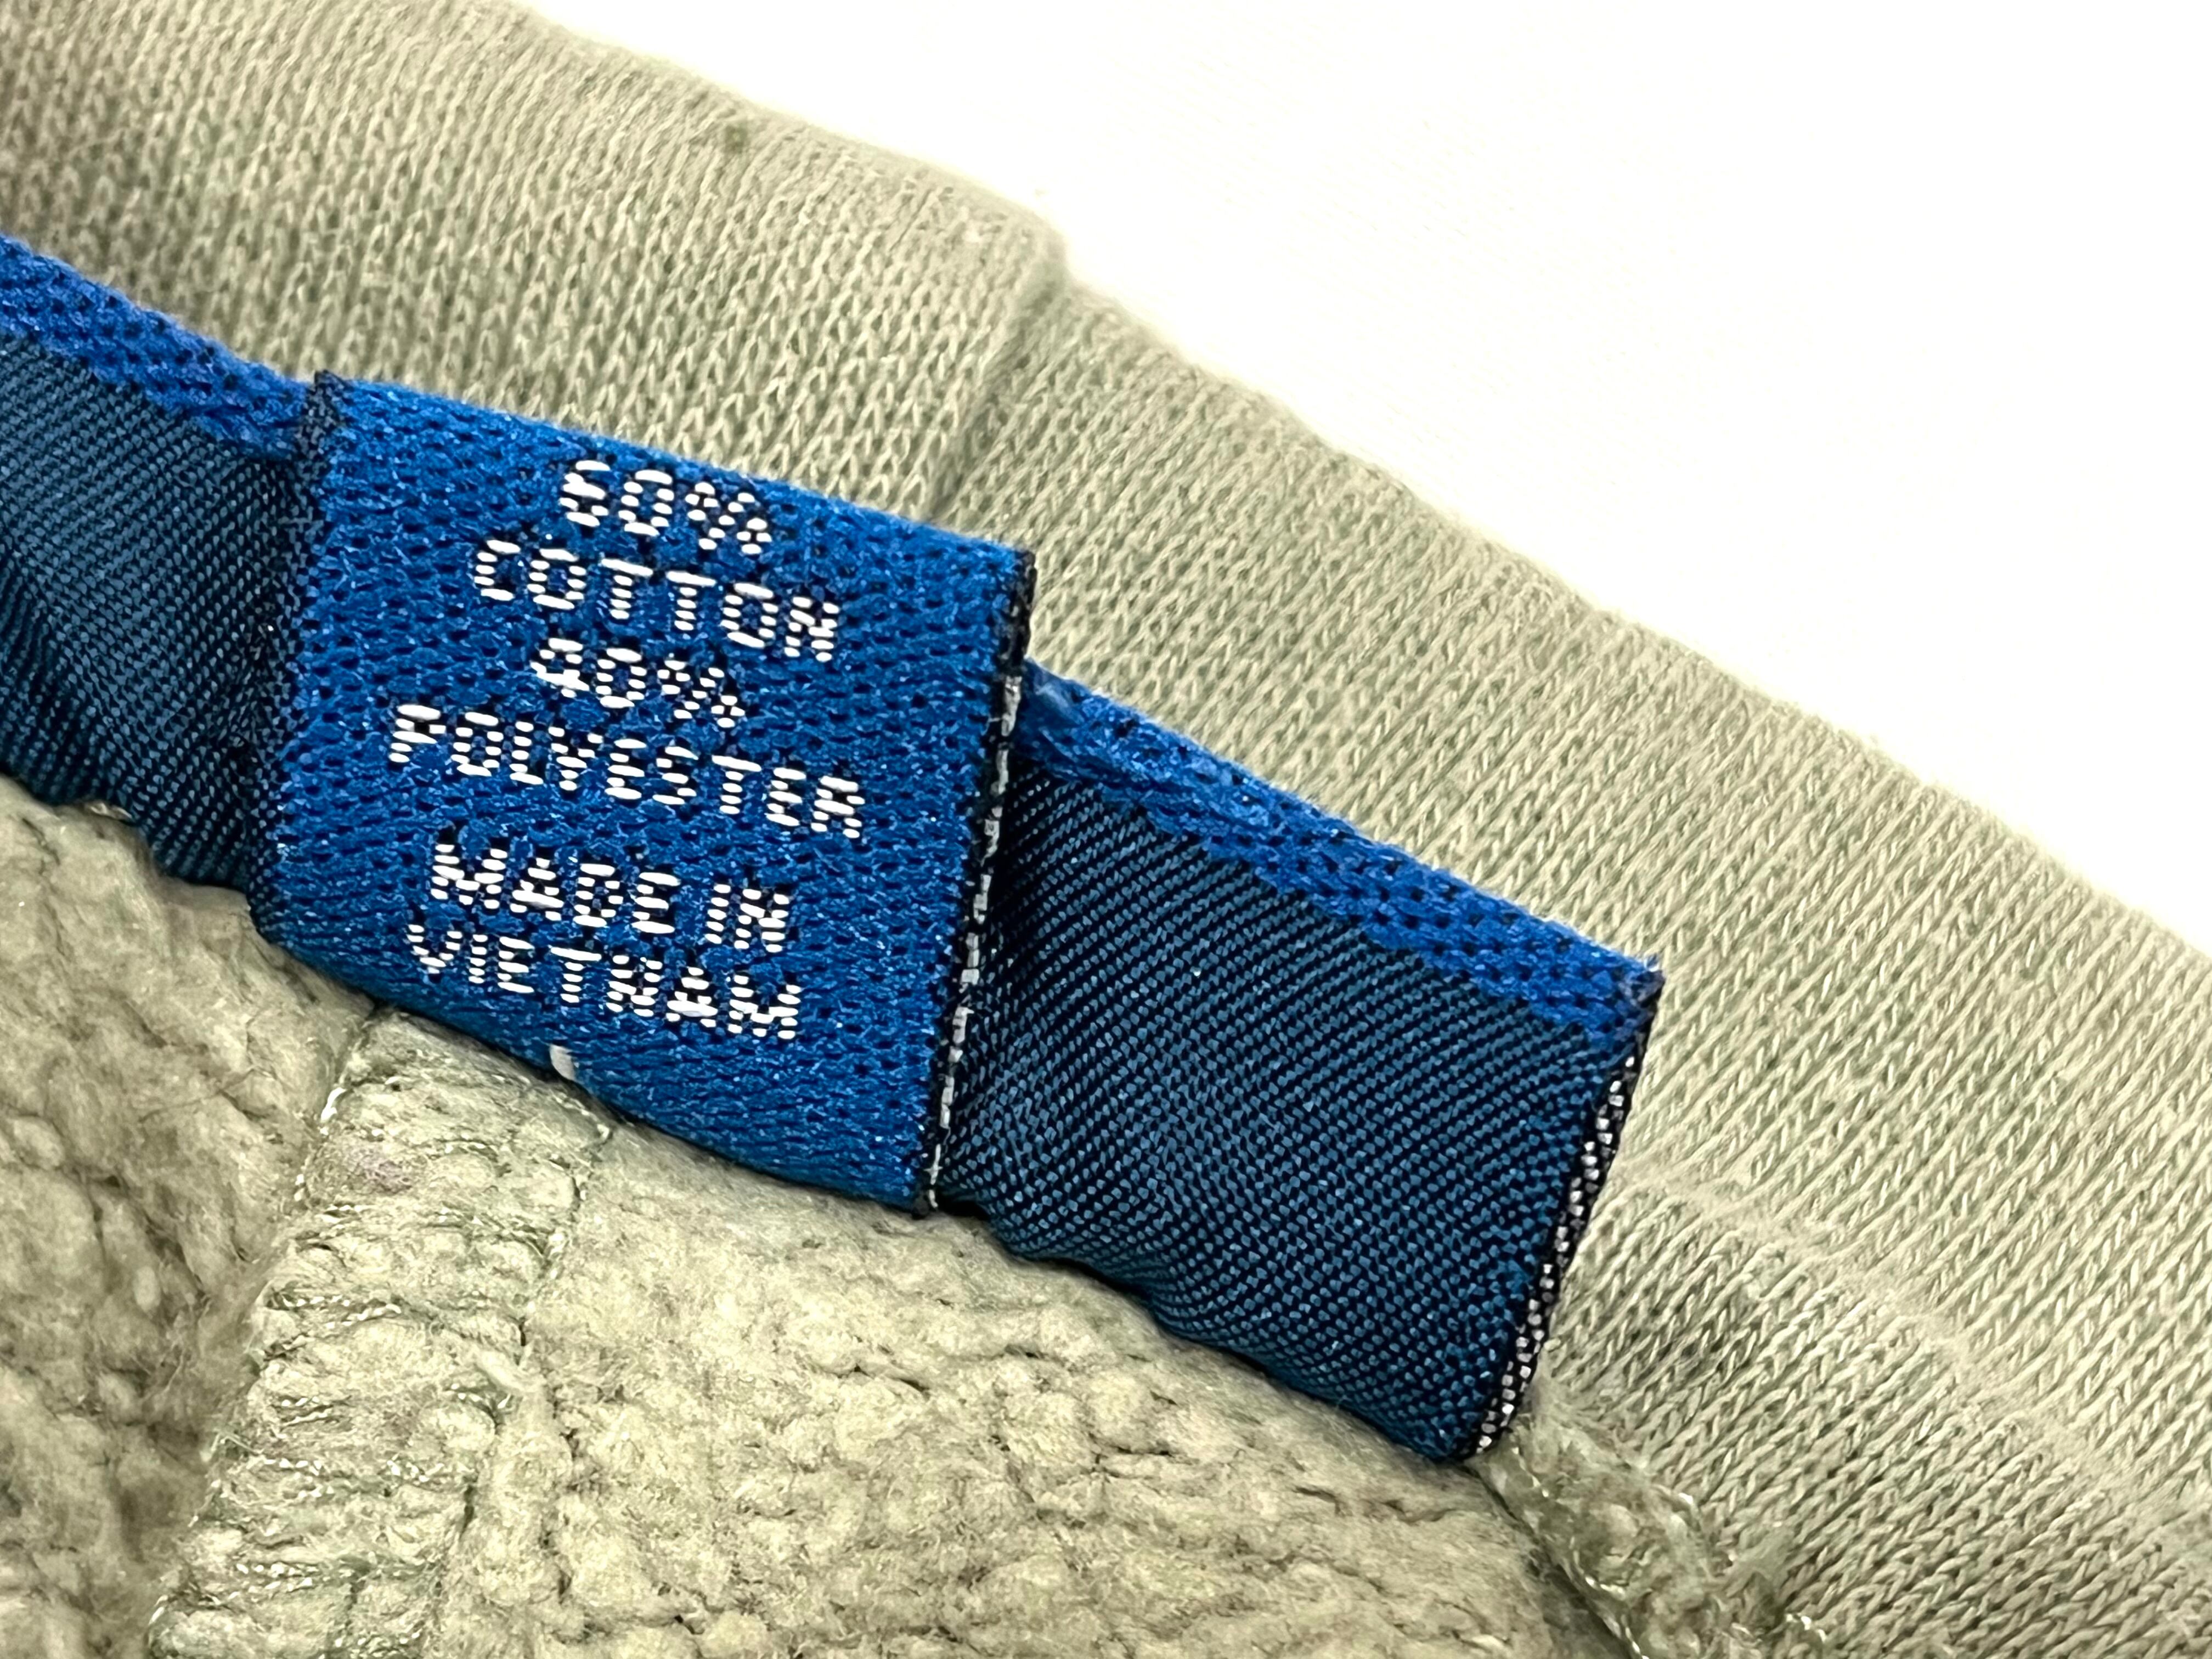 60%
COTTON
40%
POLYESTER
MADE IN
VIETNAM